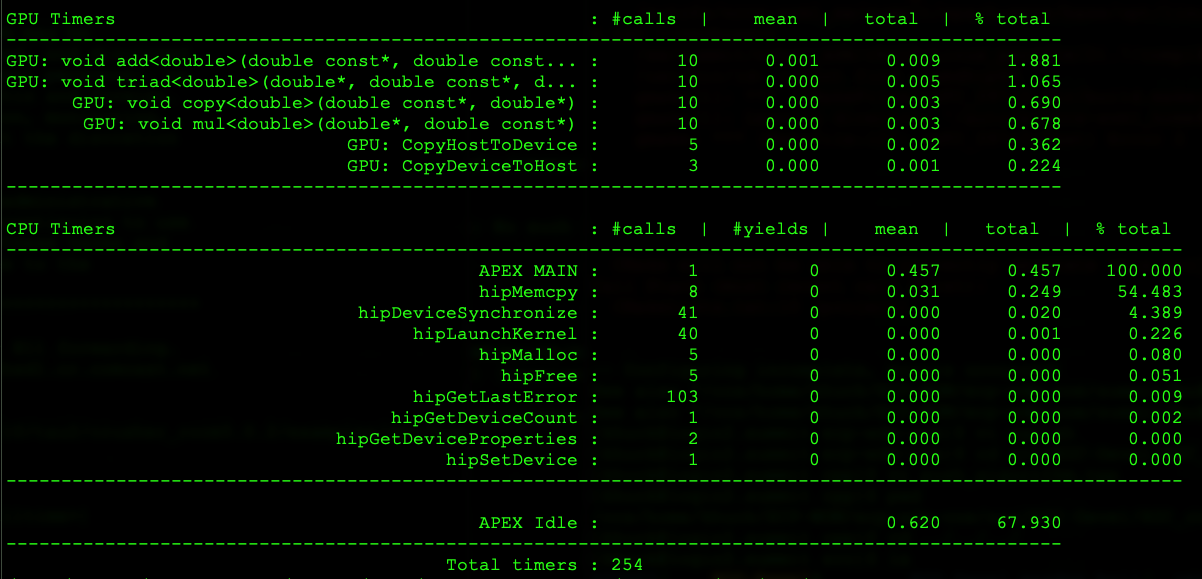 GPU Timers : #calls | mean | total | % total
------------------------------------------------------------------------------------------------
GPU: void add<double>(double const*, double const... : 10 0.001 0.009 1.881
GPU: void triad<double>(double*, double const*, d... : 10 0.000 0.005 1.065
GPU: void copy<double>(double const*, double*) : 10 0.000 0.003 0.690
GPU: void mul<double>(double*, double const*) : 10 0.000 0.003 0.678
GPU: CopyHostToDevice : 5 0.000 0.002 0.362
GPU: CopyDeviceToHost : 3 0.000 0.001 0.224
------------------------------------------------------------------------------------------------
CPU Timers : #calls | #yields | mean | total | % total
-----------------------------------------------------------------------------------------------------------
APEX MAIN : 1 0 0.457 0.457 100.000
hipMemcpy : 8 0 0.031 0.249 54.483
hipDeviceSynchronize : 41 0 0.000 0.020 4.389
hipLaunchKernel : 40 0 0.000 0.001 0.226
hipMalloc : 5 0 0.000 0.000 0.080
hipFree : 5 0 0.000 0.000 0.051
hipGetLastError : 103 0 0.000 0.000 0.009
hipGetDeviceCount : 1 0 0.000 0.000 0.002
hipGetDeviceProperties : 2 0 0.000 0.000 0.000
hipSetDevice : 1 0 0.000 0.000 0.000
-----------------------------------------------------------------------------------------------------------
APEX Idle : 0.620 67.930
------------------------------------------------------------------------------------------------
Total timers : 254